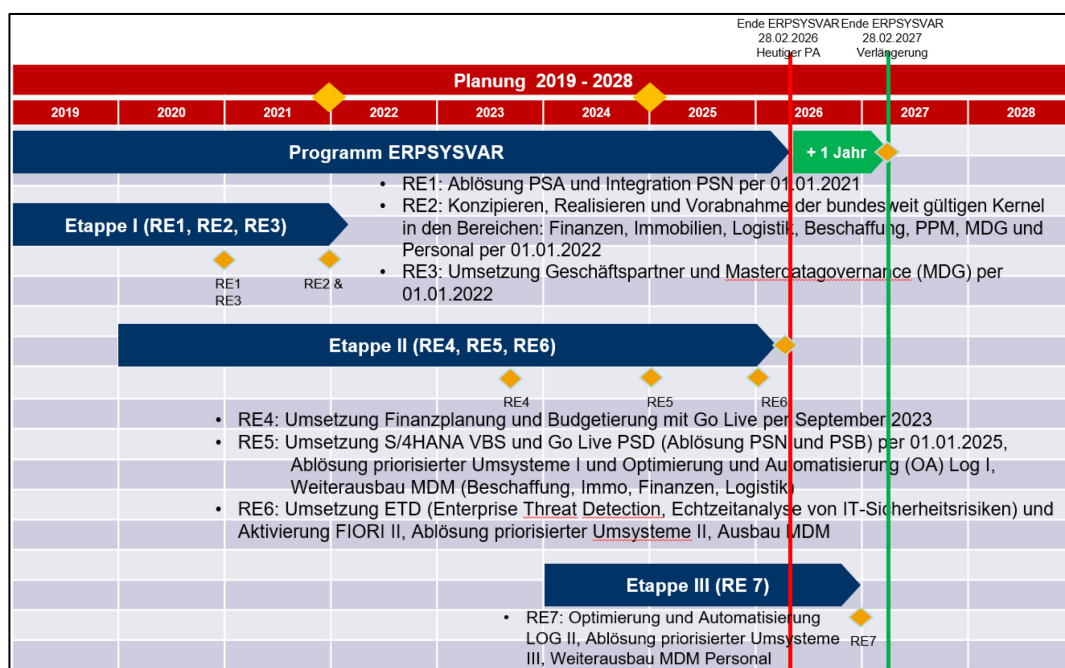 Ende ERPSYSVAR Ende ERPSYSVAR
28.02.2026 28.02.2027
Heutiger PA Verlängerung
Planung 2019 - 2028
2019 2020 2021 2022 2023 2024 2025 2026 2027 2028
Programm ERPSYSVAR
+ 1 Jahr
• RE1: Ablösung PSA und Integration PSN per 01.01.2021
• RE2: Konzipieren, Realisieren und Vorabnahme der bundesweit gültigen Kernel
in den Bereichen: Finanzen, Immobilien, Logistik, Beschaffung, PPM, MDG und
Personal per 01.01.2022
• RE3: Umsetzung Geschäftspartner und Masterdatagovernance (MDG) per
01.01.2022
Etappe I (RE1, RE2, RE3)
RE1 RE2 &
RE3
Etappe II (RE4, RE5, RE6)
RE4 RE5 RE6
• RE4: Umsetzung Finanzplanung und Budgetierung mit Go Live per September 2023
• RE5: Umsetzung S/4HANA VBS und Go Live PSD (Ablösung PSN und PSB) per 01.01.2025,
Ablösung priorisierter Umsysteme I und Optimierung und Automatisierung (OA) Log I,
Weiterausbau MDM (Beschaffung, Immo, Finanzen, Logistik)
• RE6: Umsetzung ETD (Enterprise Threat Detection, Echtzeitanalyse von IT-Sicherheitsrisiken) und
Aktivierung FIORI II, Ablösung priorisierter Umsysteme II, Ausbau MDM
Etappe III (RE 7)
• RE7: Optimierung und Automatisierung
LOG II, Ablösung priorisierter Umsysteme
III, Weiterausbau MDM Personal
RE7